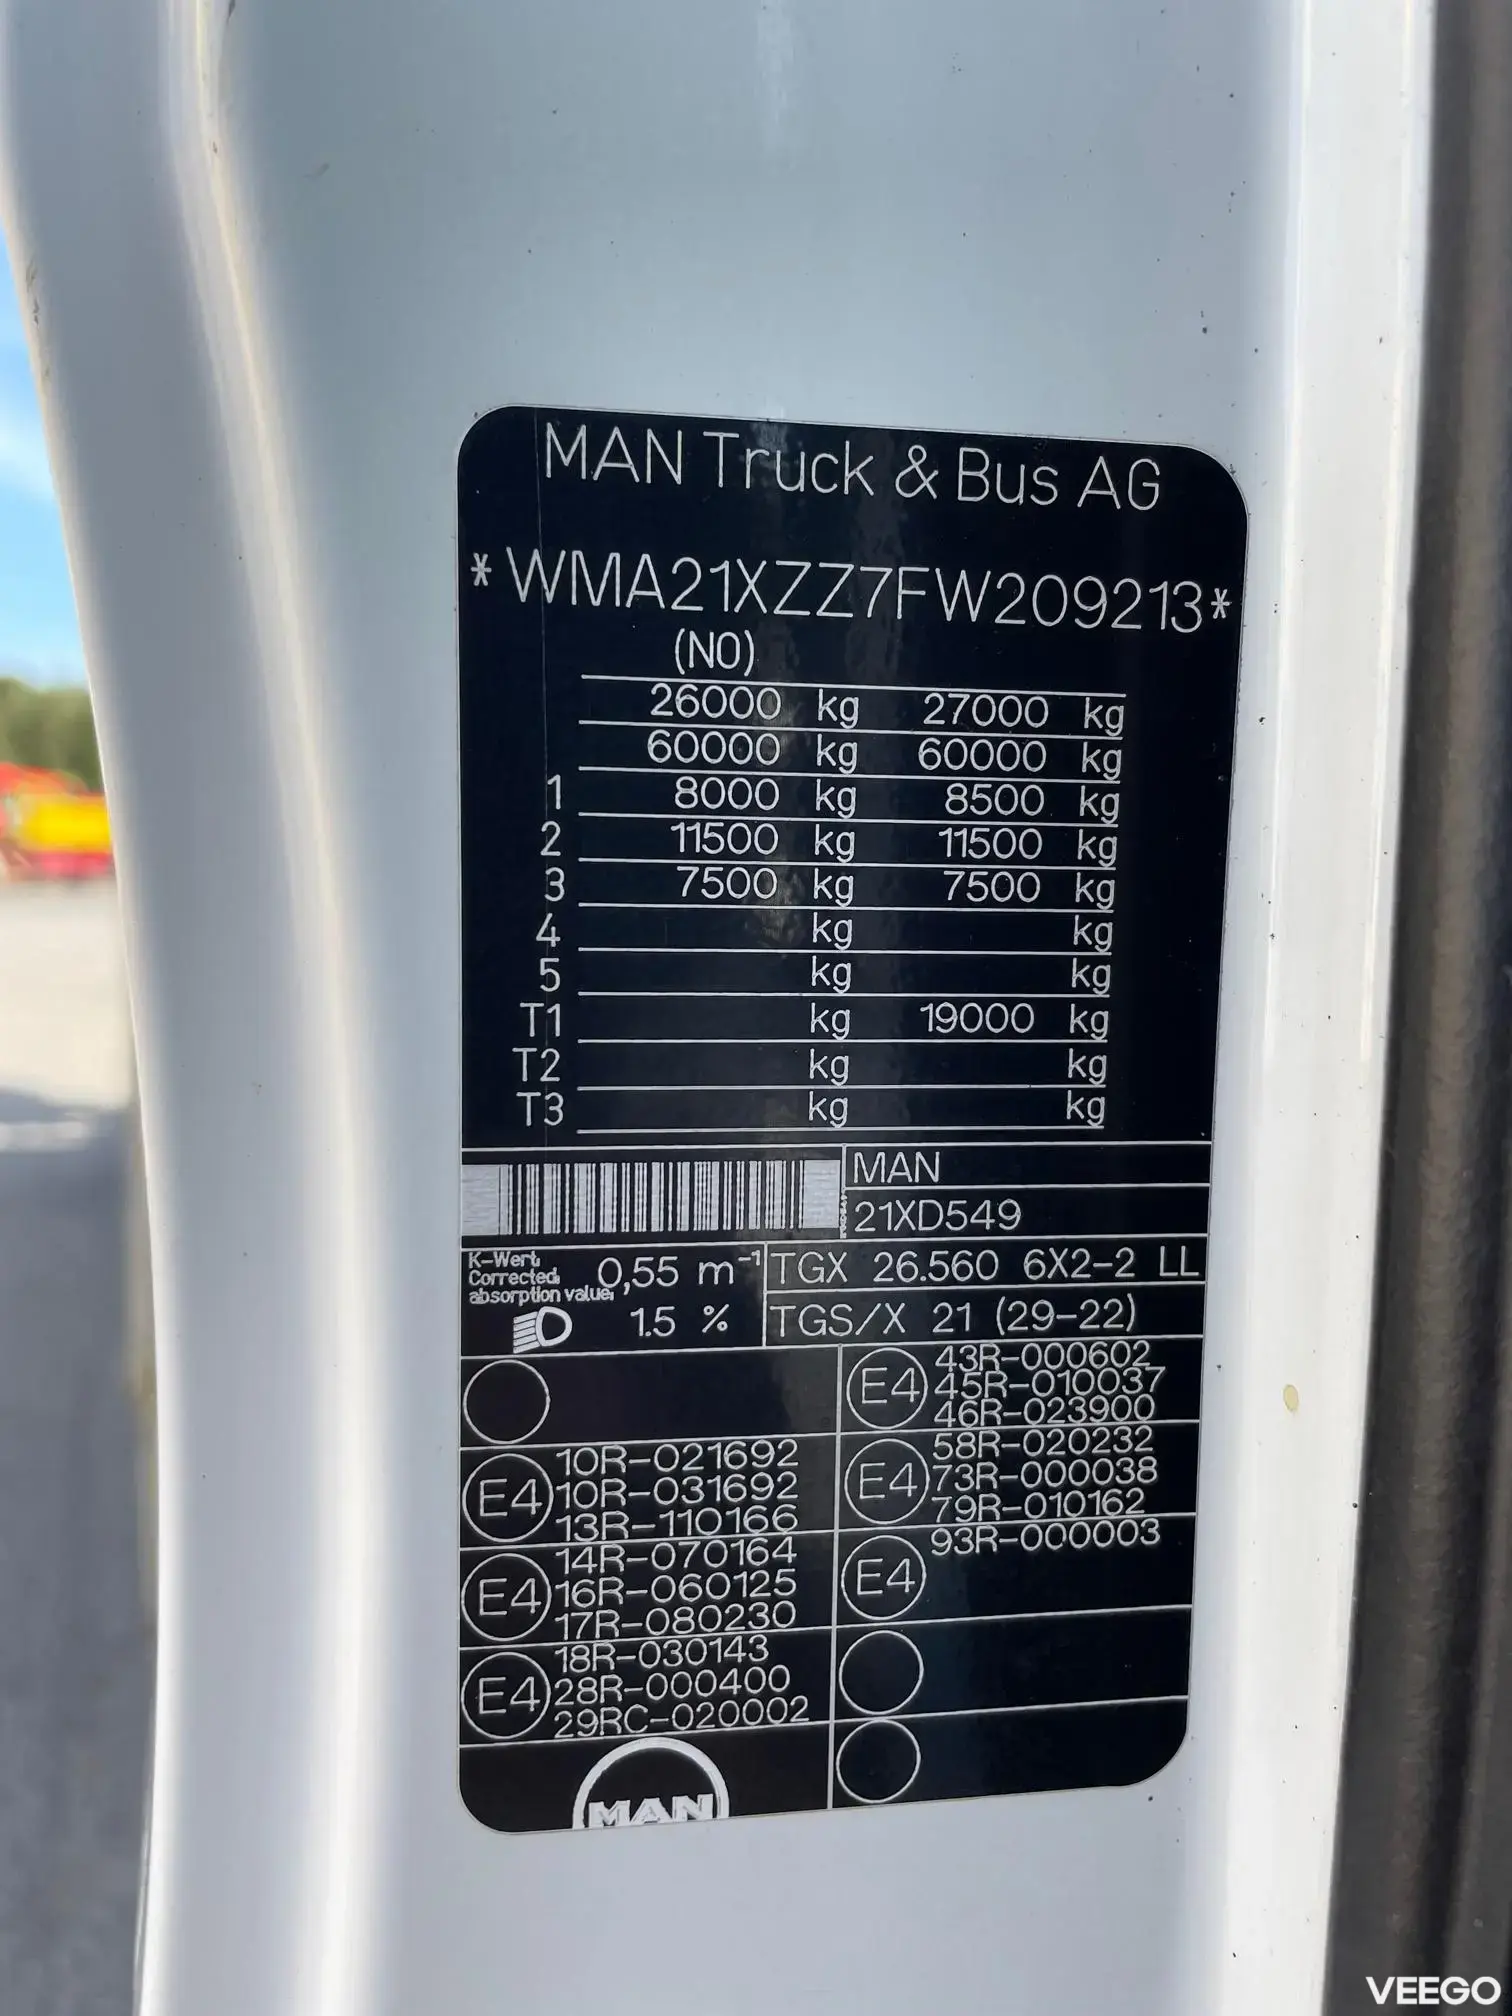 MAN Truck & Bus AG
*WMA21XZZ7FW209213*
(NO)
26000 kg 27000 kg
60000 kg 60000 kg
1 8000 kg 8500 kg
2 11500 kg 11500 kg
3 7500 kg 7500 kg
4 kg kg
5 kg kg
T1 kg 19000 kg
T2 kg kg
T3 kg kg
MAN
21XD549
K-Wert
Corrected
absorption value
0,55 m⁻¹
TGX 26.560 6X2-2 LL
1.5 %
TGS/X 21 (29-22)
E4
10R-021692
10R-031692
13R-110166
E4
14R-070164
16R-060125
17R-080230
E4
18R-030143
28R-000400
29RC-020002
E4
43R-000602
45R-010037
46R-023900
E4
58R-020232
73R-000038
79R-010162
E4
93R-000003
MAN
VEEGO